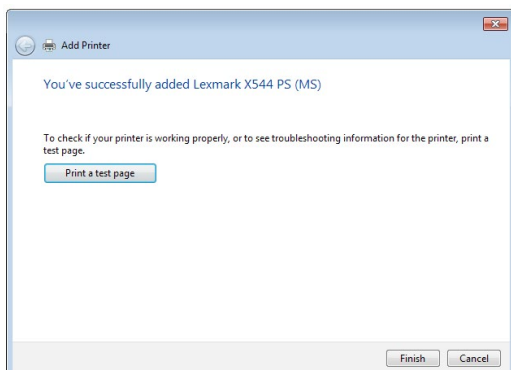 Add Printer
You've successfully added Lexmark X544 PS (MS)
To check if your printer is working properly, or to see troubleshooting information for the printer, print a
test page.
Print a test page
Finish Cancel